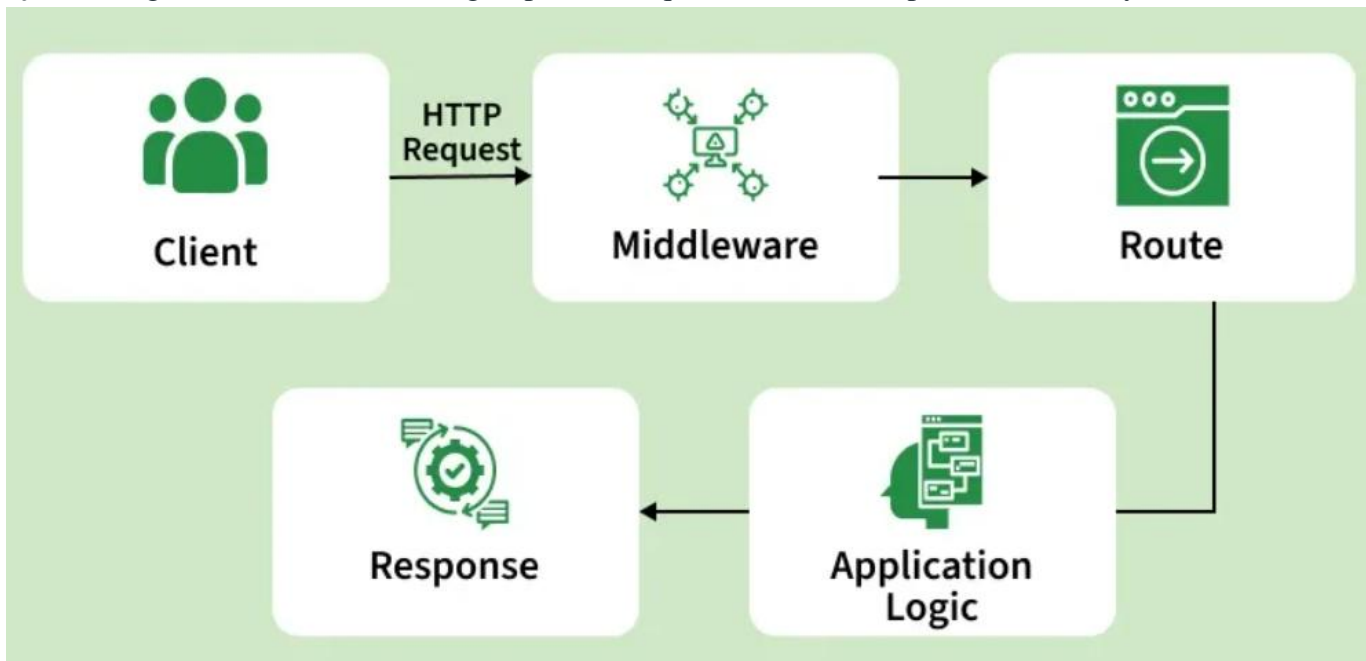 Client
HTTP
Request
Middleware
Route
Response
Application
Logic